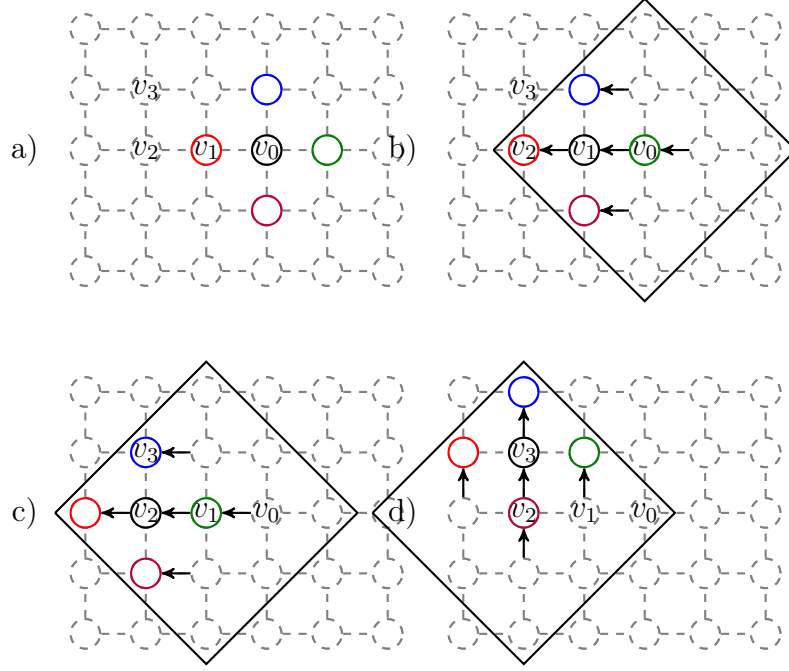 v₃
a) v₂ v₁ v₀
v₃
b) v₂ v₁ v₀
v₃
c) v₂ v₁ v₀
v₃
d) v₂ v₁ v₀